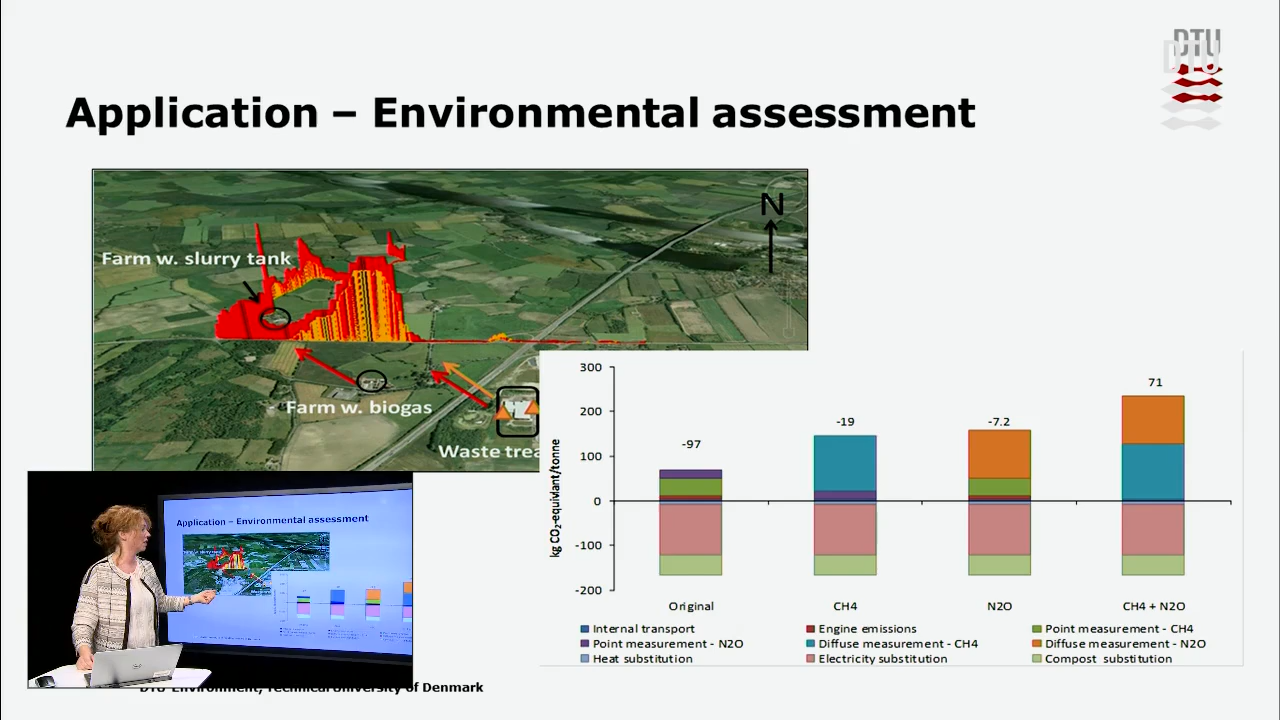 DTU
Application – Environmental assessment
N
Farm w. slurry tank
Farm w. biogas
Waste trea
300
200
100
0
-100
-200
kg CO2-equivlant/tonne
-97
-19
-7.2
71
Original
CH4
N2O
CH4 + N2O
Internal transport
Engine emissions
Point measurement - CH4
Point measurement - N2O
Diffuse measurement - CH4
Diffuse measurement - N2O
Heat substitution
Electricity substitution
Compost substitution
Application – Environmental assessment
DTU Environment, Technical University of Denmark